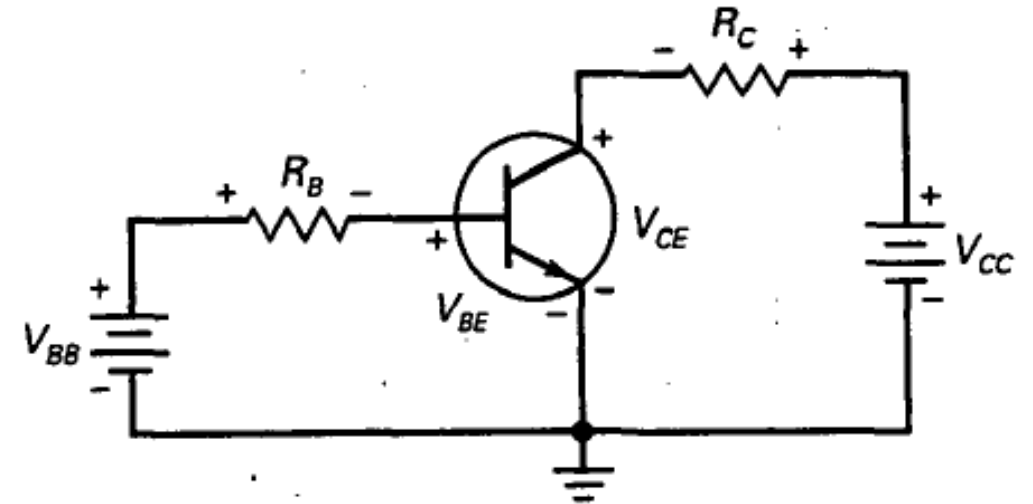 R_C
- +
+
R_B
+ -
+
V_CE
+
V_CC
-
+
V_BB
-
V_BE
- -